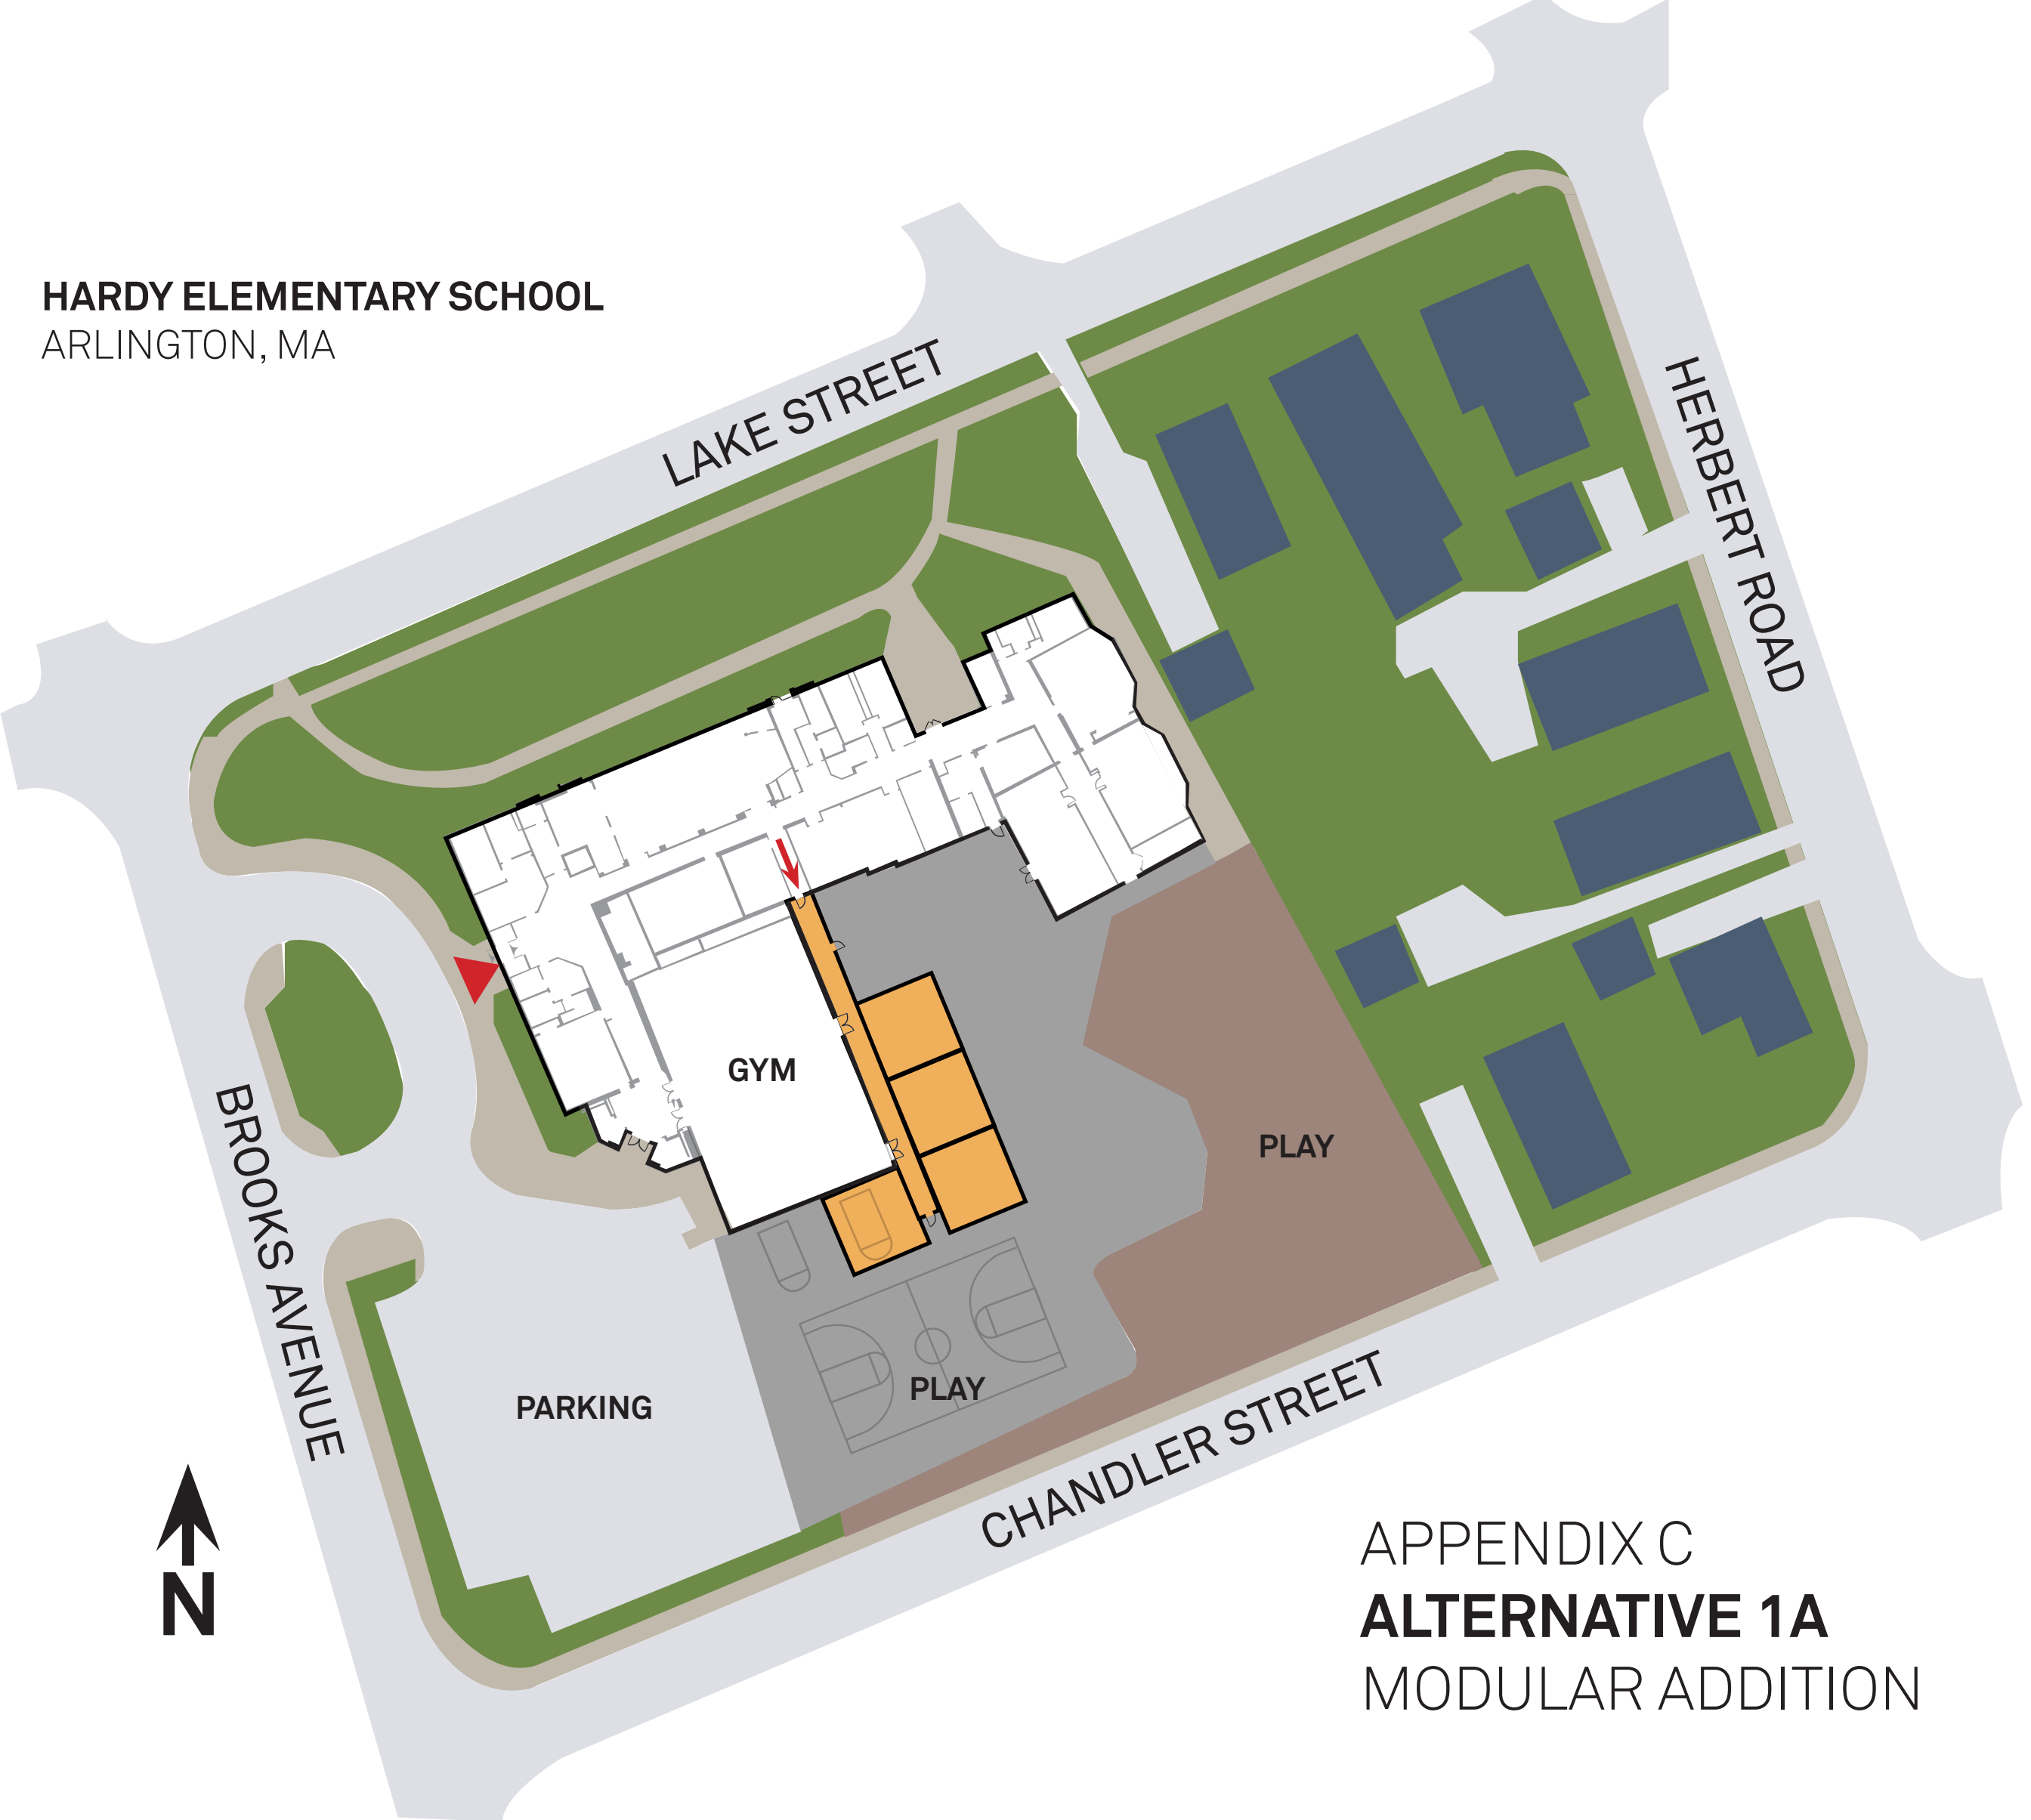 HARDY ELEMENTARY SCHOOL
ARLINGTON, MA
LAKE STREET
HERBERT ROAD
GYM
BROOKS AVENUE
PLAY
PLAY
PARKING
CHANDLER STREET
N
APPENDIX C
ALTERNATIVE 1A
MODULAR ADDITION